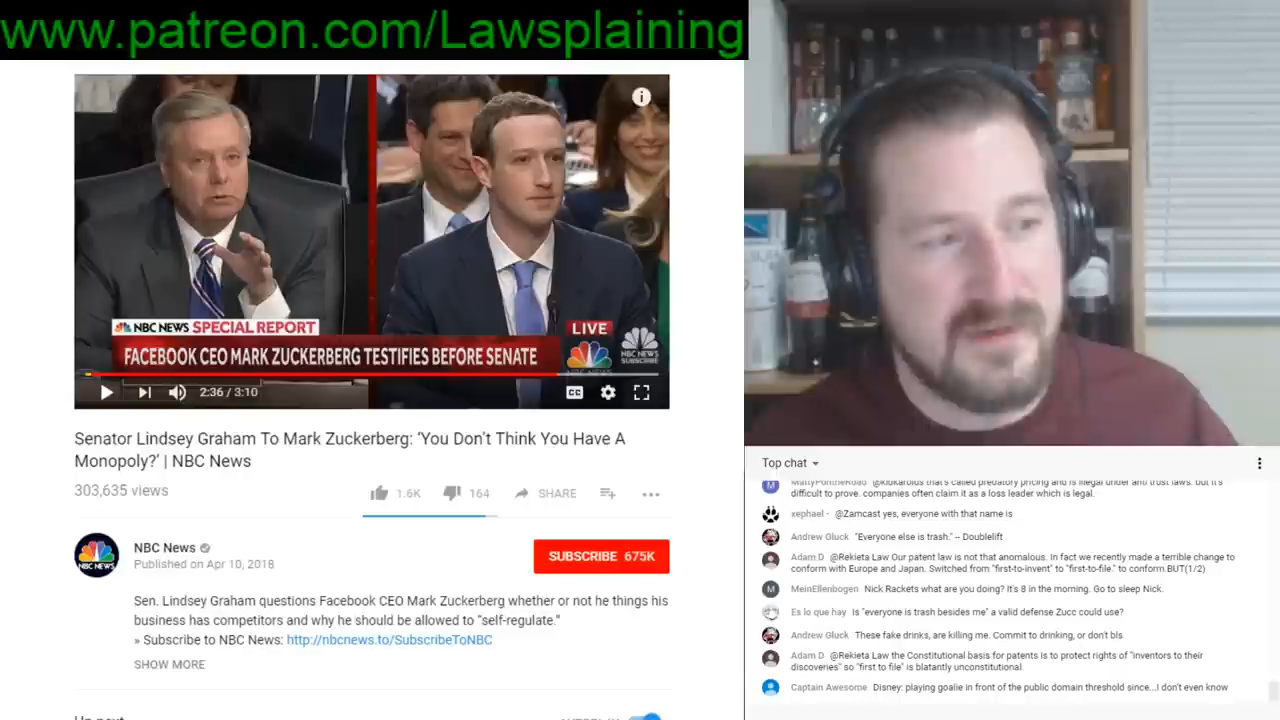 www.patreon.com/Lawsplaining
i
NBC NEWS SPECIAL REPORT
LIVE
FACEBOOK CEO MARK ZUCKERBERG TESTIFIES BEFORE SENATE
NBC NEWS
SUBSCRIBE
2:36 / 3:10
CC
Senator Lindsey Graham To Mark Zuckerberg: ‘You Don’t Think You Have A
Monopoly?’ | NBC News
303,635 views
1.6K 164 SHARE
NBC NEWS
NBC News
Published on Apr 10, 2018
SUBSCRIBE 675K
Sen. Lindsey Graham questions Facebook CEO Mark Zuckerberg whether or not he things his
business has competitors and why he should be allowed to "self-regulate."
» Subscribe to NBC News: http://nbcnews.to/SubscribeToNBC
SHOW MORE
Up next
AUTOPLAY
Top chat
that's called predatory pricing and is illegal under anti trust laws. but it's
difficult to prove. companies often claim it as a loss leader which is legal.
xephael - @Zamcast yes, everyone with that name is
Andrew Gluck "Everyone else is trash." -- Doublelift
Adam D @Rekieta Law Our patent law is not that anomalous. In fact we recently made a terrible change to
conform with Europe and Japan. Switched from "first-to-invent" to "first-to-file." to conform.BUT(1/2)
MeinEllenbogen Nick Rackets what are you doing? It's 8 in the morning. Go to sleep Nick.
Es lo que hay Is "everyone is trash besides me" a valid defense Zucc could use?
Andrew Gluck These fake drinks, are killing me. Commit to drinking, or don't bls.
Adam D @Rekieta Law the Constitutional basis for patents is to protect rights of "inventors to their
discoveries" so "first to file" is blatantly unconstitutional.
Captain Awesome Disney: playing goalie in front of the public domain threshold since...I don't even know